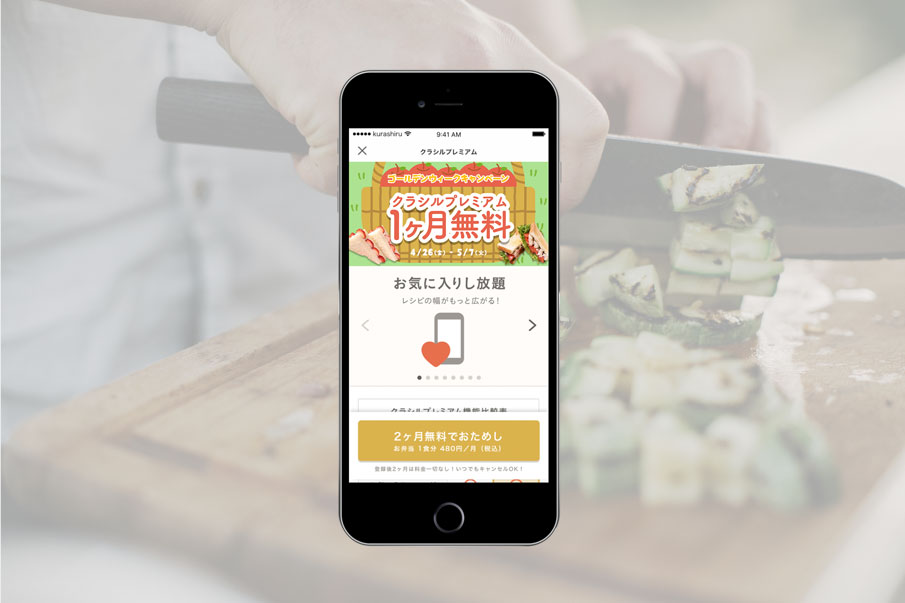 kurashiru
9:41 AM
クラシルプレミアム
ゴールデンウィークキャンペーン
クラシルプレミアム
1ヶ月無料
4/26(金) - 5/7(火)
お気に入りし放題
レシピの幅がもっと広がる!
クラシルプレミアム機能比較表
2ヶ月無料でおためし
お弁当 1食分 480円/月 (税込)
登録後2ヶ月は料金一切なし!いつでもキャンセルOK!